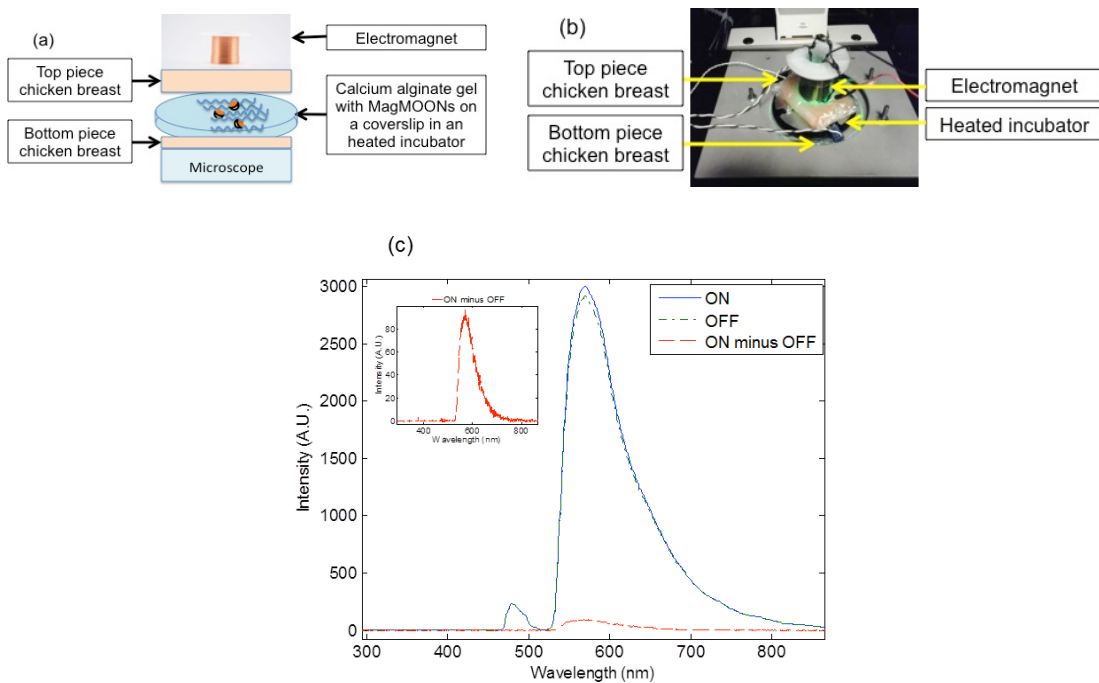 (a)
Electromagnet
Top piece
chicken breast
Calcium alginate gel
with MagMOONs on
a coverslip in an
heated incubator
Bottom piece
chicken breast
Microscope
(b)
Top piece
chicken breast
Electromagnet
Heated incubator
Bottom piece
chicken breast
(c)
3000
2500
2000
1500
1000
500
0
Intensity (A.U.)
300 400 500 600 700 800
Wavelength (nm)
ON
OFF
ON minus OFF
ON minus OFF
80
60
40
20
0
Intensity (A.U.)
400 600 800
Wavelength (nm)